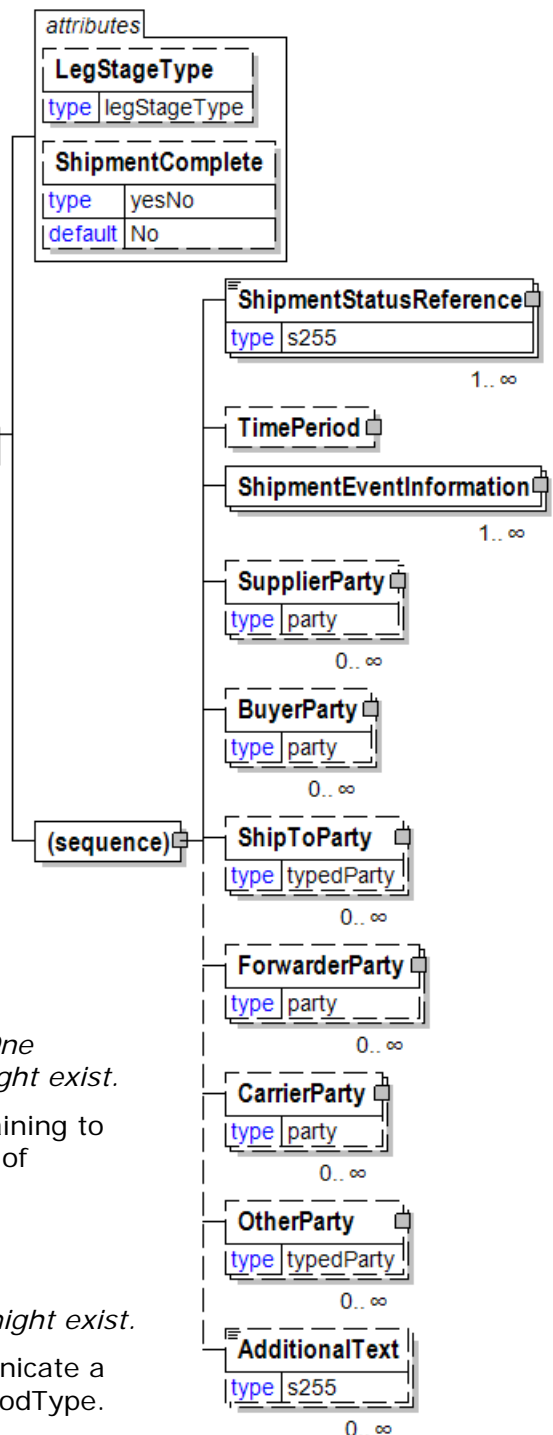 attributes
LegStageType
type legStageType
ShipmentComplete
type yesNo
default No
ShipmentStatusReference
type s255
1.. ∞
TimePeriod
ShipmentEventInformation
1.. ∞
SupplierParty
type party
0.. ∞
BuyerParty
type party
0.. ∞
(sequence)
ShipToParty
type typedParty
0.. ∞
ForwarderParty
type party
0.. ∞
CarrierParty
type party
0.. ∞
OtherParty
type typedParty
0.. ∞
AdditionalText
type s255
0.. ∞
ne
ght exist.
ining to
of
might exist.
nicate a
odType.